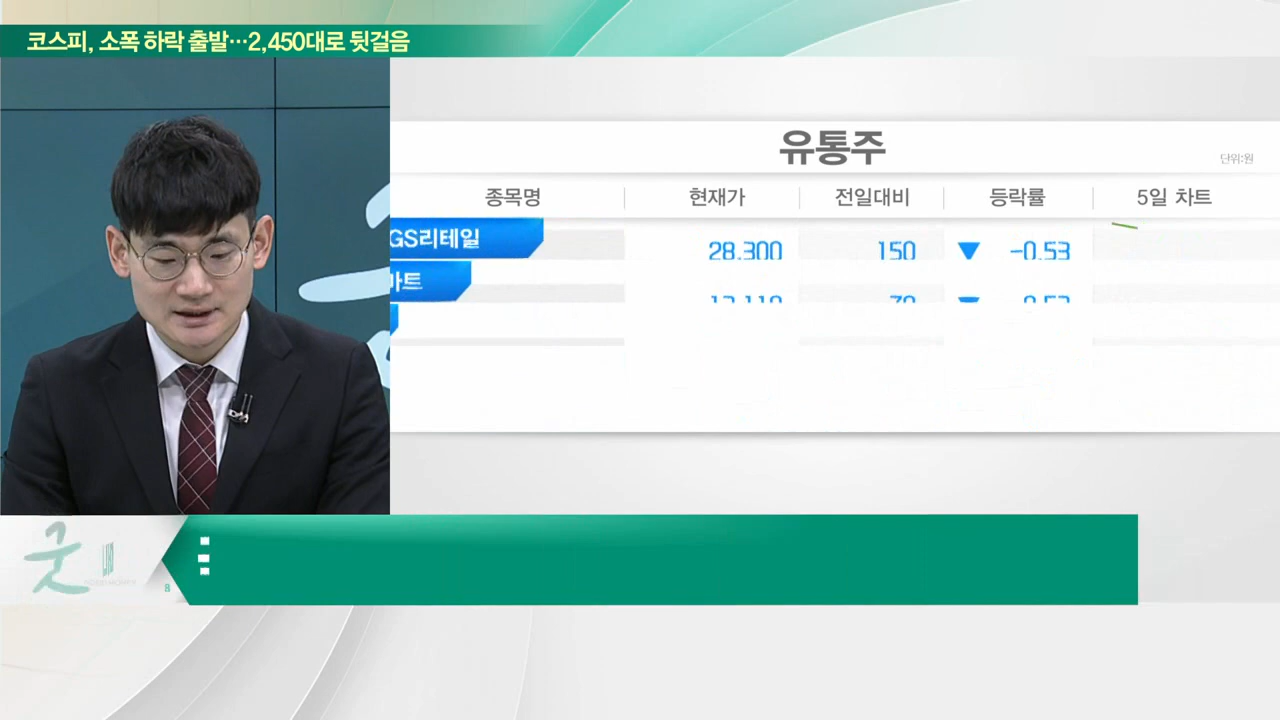 코스피, 소폭 하락 출발…2,450대로 뒷걸음
유통주
단위:원
종목명 현재가 전일대비 등락률 5일 차트
GS리테일 28,300 150 ▼ -0.53
마트
굿